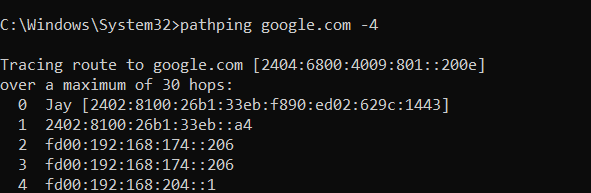 C:\Windows\System32>pathping google.com -4
Tracing route to google.com [2404:6800:4009:801::200e]
over a maximum of 30 hops:
0 Jay [2402:8100:26b1:33eb:f890:ed02:629c:1443]
1 2402:8100:26b1:33eb::a4
2 fd00:192:168:174::206
3 fd00:192:168:174::206
4 fd00:192:168:204::1